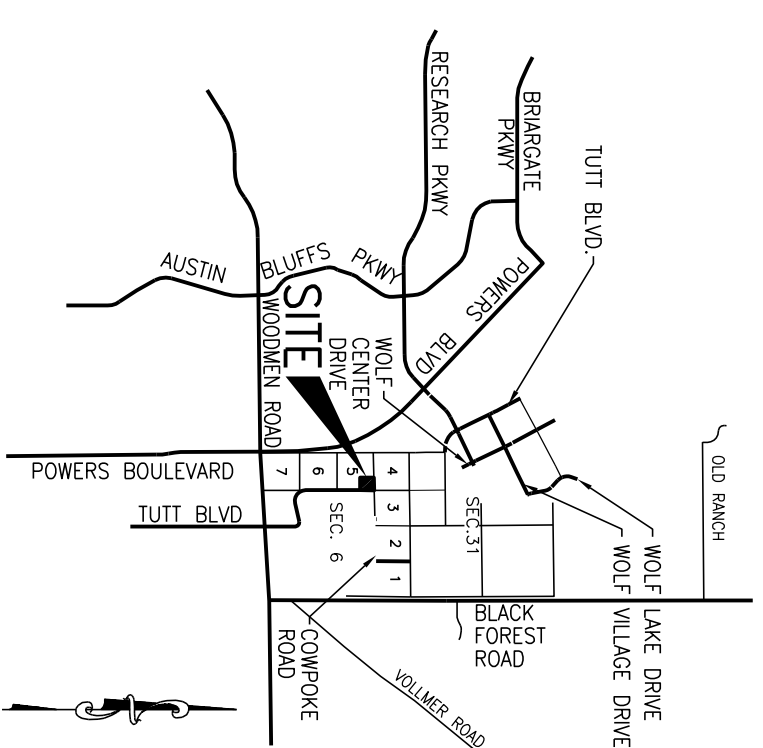 RESEARCH PKWY
BRIARGATE
PKWY
TUTT BLVD.
AUSTIN
BLUFFS
PKWY
POWERS
BLVD
SITE
WOODMEN ROAD
WOLF
CENTER
DRIVE
POWERS BOULEVARD
TUTT BLVD
7
6
5
4
3
2
1
SEC. 6
SEC.31
OLD RANCH
WOLF LAKE DRIVE
WOLF VILLAGE DRIVE
BLACK
FOREST
ROAD
COWPOKE
ROAD
VOLLMER ROAD